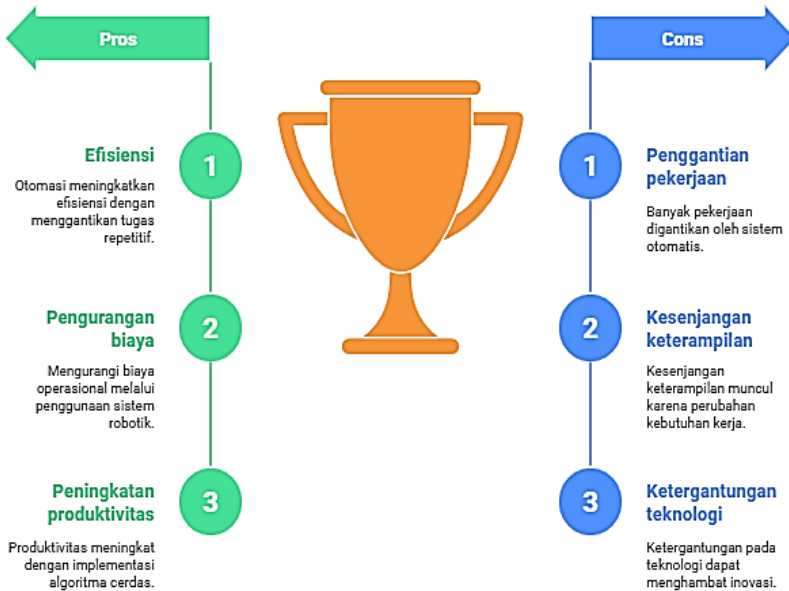 Pros
1
Efisiensi
Otomasi meningkatkan
efisiensi dengan
menggantikan tugas
repetitif.
2
Pengurangan
biaya
Mengurangi biaya
operasional melalui
penggunaan sistem
robotik.
3
Peningkatan
produktivitas
Produktivitas meningkat
dengan implementasi
algoritma cerdas.
Cons
1
Penggantian
pekerjaan
Banyak pekerjaan
digantikan oleh sistem
otomatis.
2
Kesenjangan
keterampilan
Kesenjangan
keterampilan muncul
karena perubahan
kebutuhan kerja.
3
Ketergantungan
teknologi
Ketergantungan pada
teknologi dapat
menghambat inovasi.